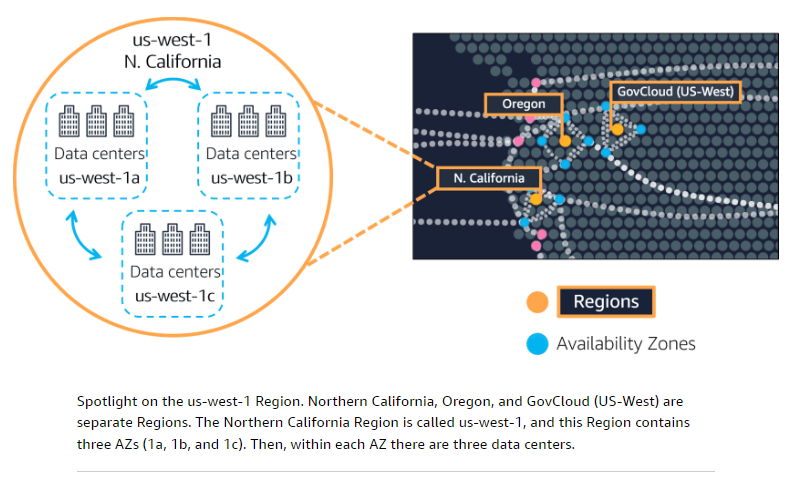 us-west-1
N. California
Data centers
us-west-1a
Data centers
us-west-1b
Data centers
us-west-1c
Oregon
GovCloud (US-West)
N. California
Regions
Availability Zones
Spotlight on the us-west-1 Region. Northern California, Oregon, and GovCloud (US-West) are
separate Regions. The Northern California Region is called us-west-1, and this Region contains
three AZs (1a, 1b, and 1c). Then, within each AZ there are three data centers.